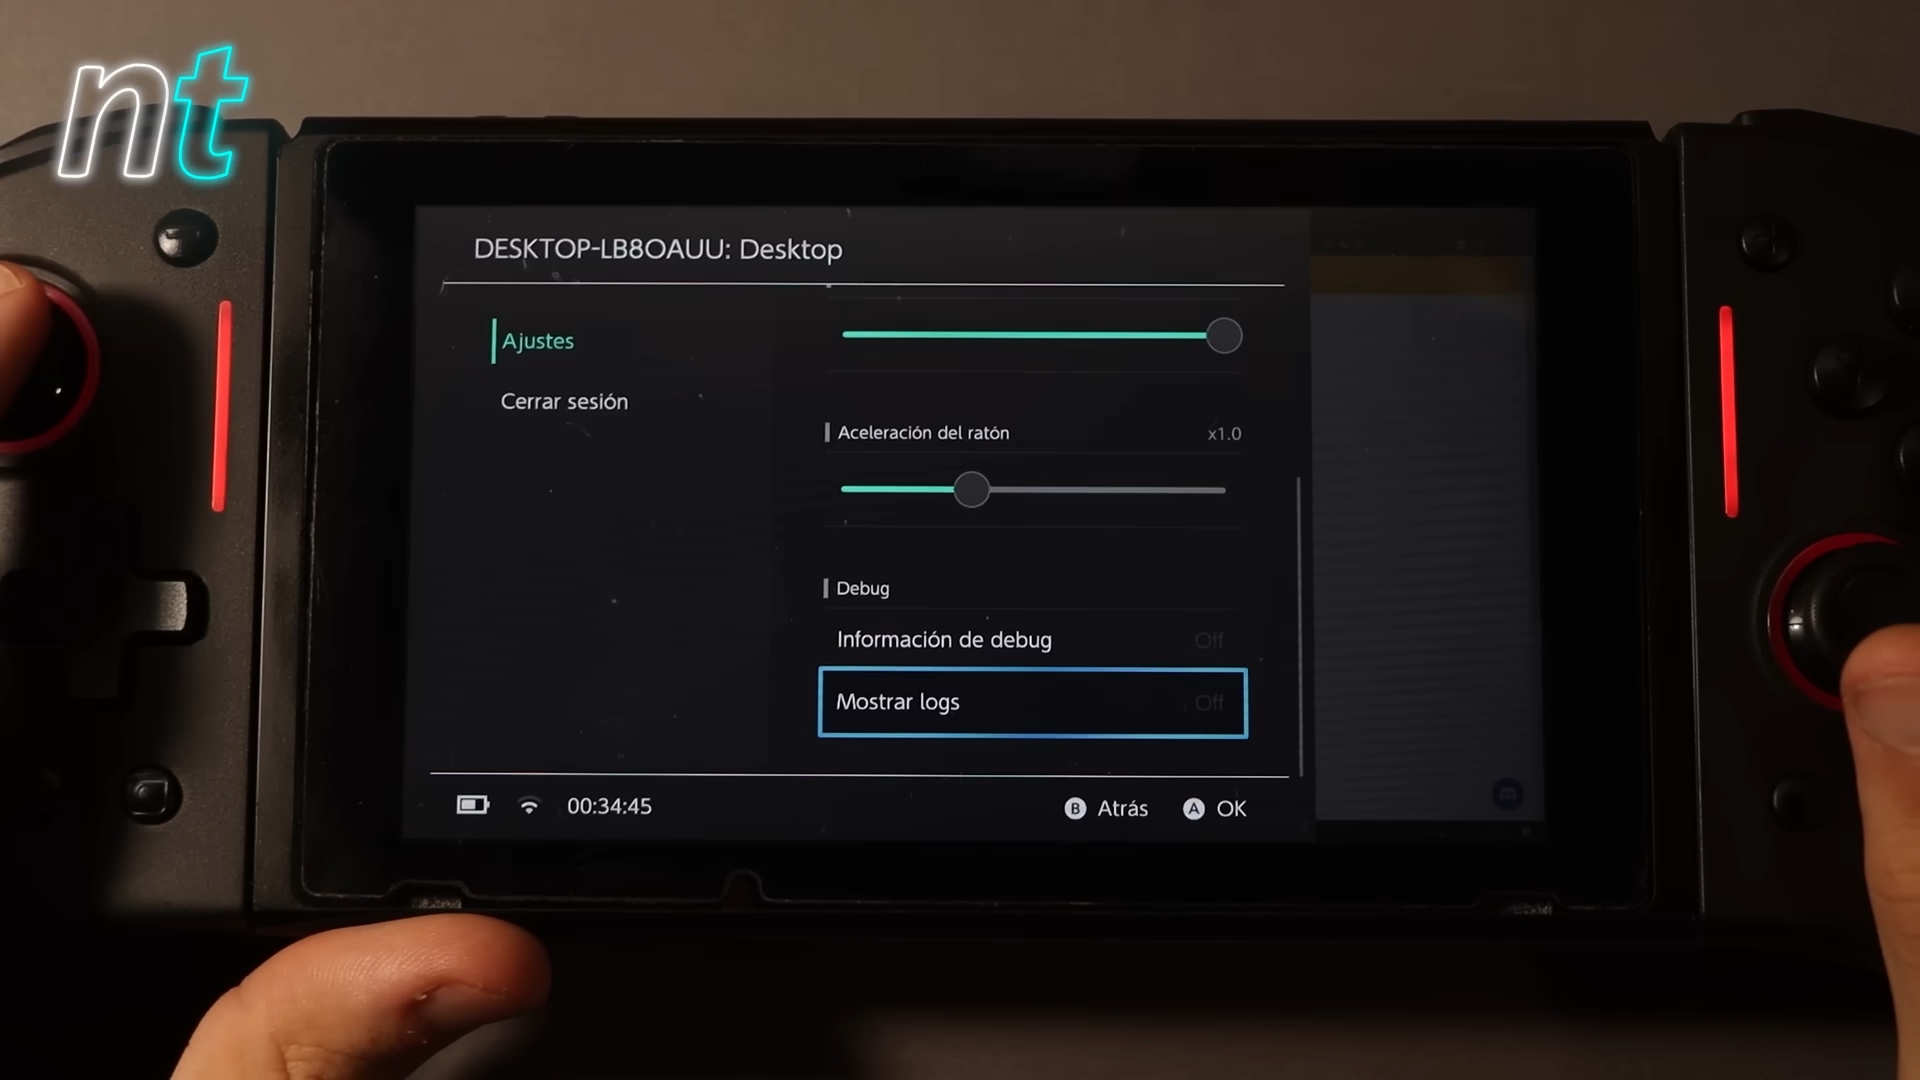 nt
DESKTOP-LB8OAUU: Desktop
Ajustes
Cerrar sesión
Aceleración del ratón x1.0
Debug
Información de debug Off
Mostrar logs Off
00:34:45
B Atrás A OK